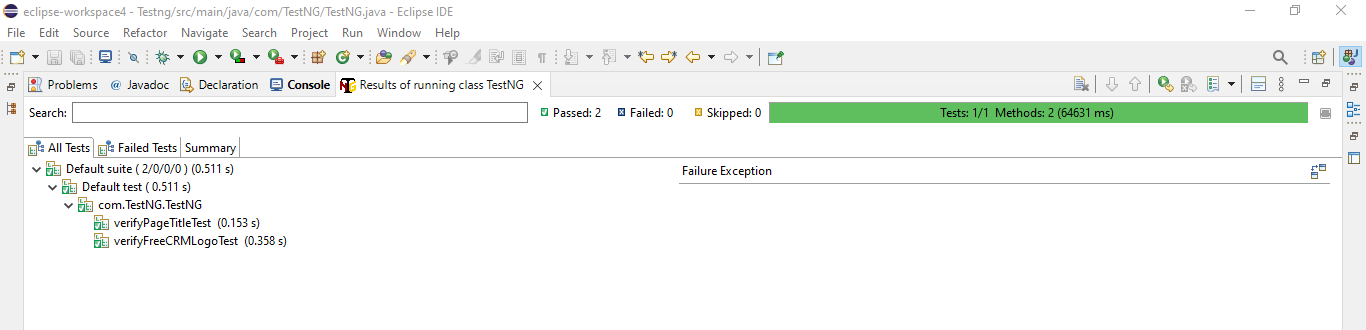 eclipse-workspace4 - Testng/src/main/java/com/TestNG/TestNG.java - Eclipse IDE
File Edit Source Refactor Navigate Search Project Run Window Help
Problems @ Javadoc Declaration Console Results of running class TestNG
Search: Passed: 2 Failed: 0 Skipped: 0 Tests: 1/1 Methods: 2 (64631 ms)
All Tests Failed Tests Summary
Default suite ( 2/0/0/0 ) (0.511 s) Failure Exception
Default test ( 0.511 s)
com.TestNG.TestNG
verifyPageTitleTest (0.153 s)
verifyFreeCRMLogoTest (0.358 s)